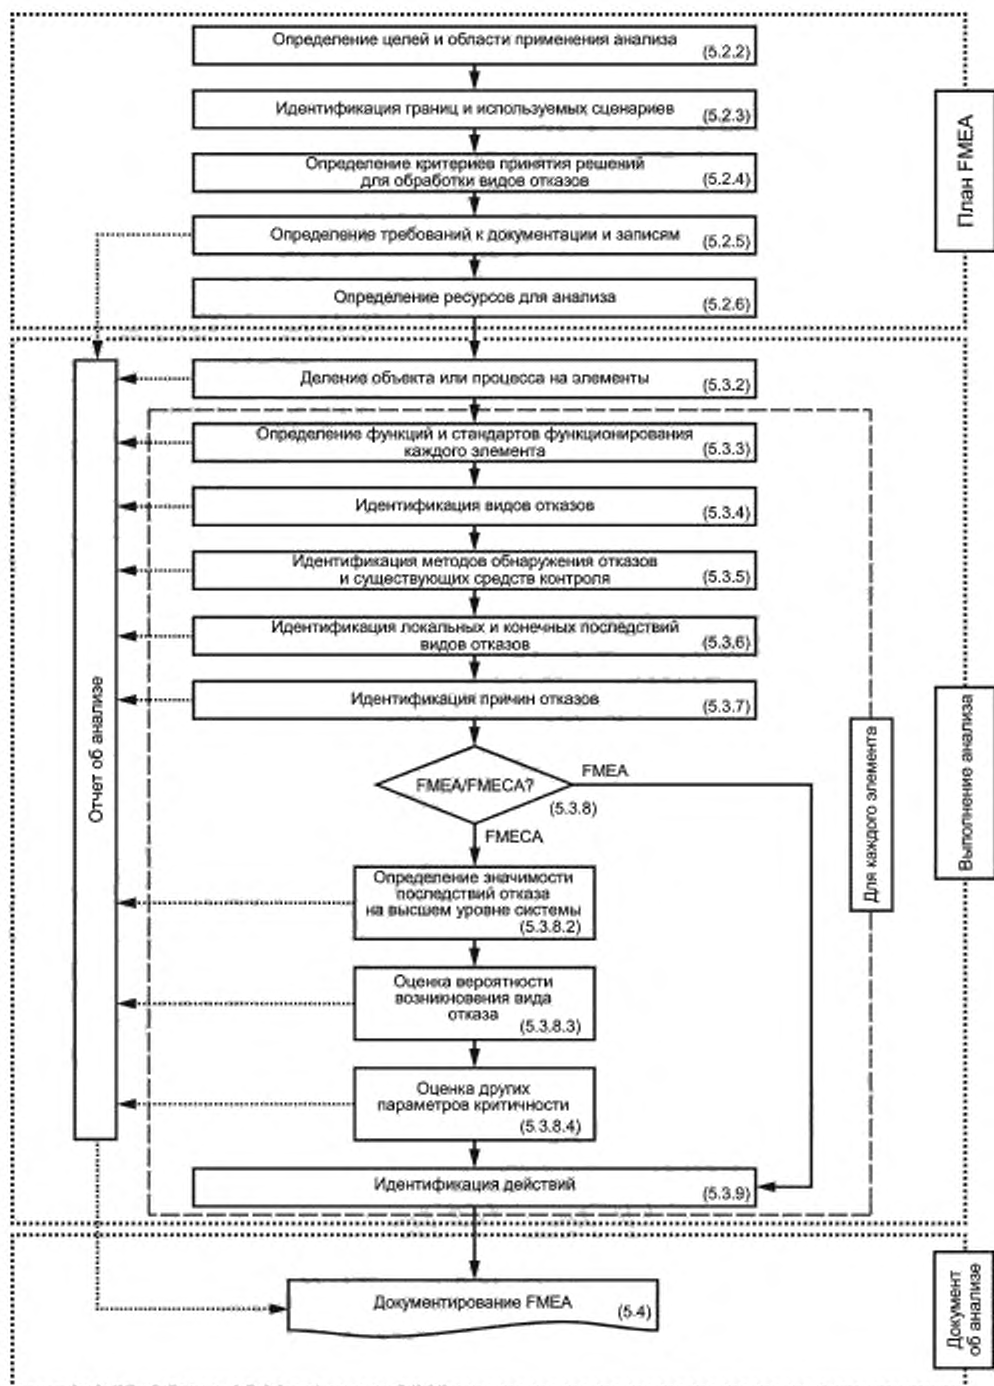 Определение целей и области применения анализа
(5.2.2)
Идентификация границ и используемых сценариев
(5.2.3)
Определение критериев принятия решений
для обработки видов отказов
(5.2.4)
Определение требований к документации и записям
(5.2.5)
Определение ресурсов для анализа
(5.2.6)
План FMEA
Деление объекта или процесса на элементы
(5.3.2)
Определение функций и стандартов функционирования
каждого элемента
(5.3.3)
Идентификация видов отказов
(5.3.4)
Идентификация методов обнаружения отказов
и существующих средств контроля
(5.3.5)
Идентификация локальных и конечных последствий
видов отказов
(5.3.6)
Идентификация причин отказов
(5.3.7)
FMEA/FMECA?
(5.3.8)
FMEA
FMECA
Определение значимости
последствий отказа
на высшем уровне системы
(5.3.8.2)
Оценка вероятности
возникновения вида
отказа
(5.3.8.3)
Оценка других
параметров критичности
(5.3.8.4)
Идентификация действий
(5.3.9)
Отчет об анализе
Для каждого элемента
Выполнение анализа
Документирование FMEA
(5.4)
Документ
об анализе